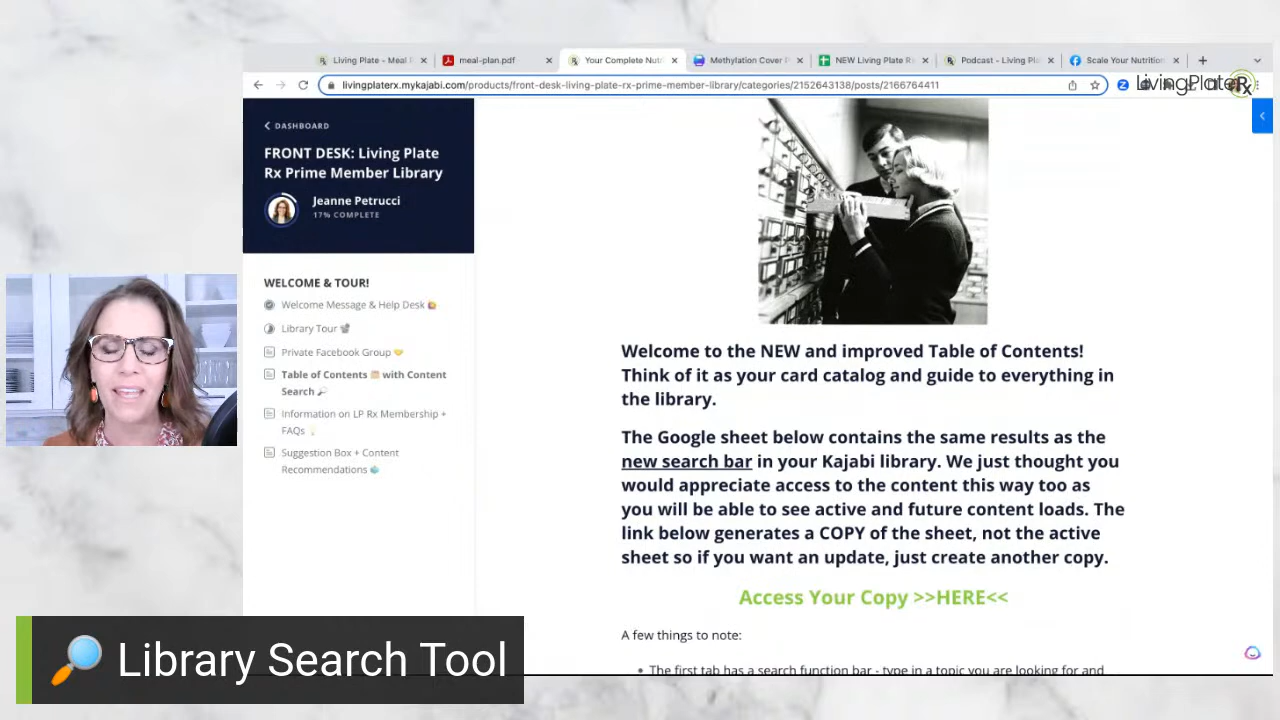 Living Plate - Meal P
meal-plan.pdf
Your Complete Nut
Methylation Cover P
NEW Living Plate R
Podcast - Living Pl
Scale Your Nutrition
livingplaterx.mykajabi.com/products/front-desk-living-plate-rx-prime-member-library/categories/2152643138/posts/2166764411
LivingPlateRx
DASHBOARD
FRONT DESK: Living Plate
Rx Prime Member Library
Jeanne Petrucci
17% COMPLETE
WELCOME & TOUR!
Welcome Message & Help Desk
Library Tour
Private Facebook Group
Table of Contents with Content
Search
Information on LP Rx Membership +
FAQs
Suggestion Box + Content
Recommendations
Welcome to the NEW and improved Table of Contents!
Think of it as your card catalog and guide to everything in
the library.
The Google sheet below contains the same results as the
new search bar in your Kajabi library. We just thought you
would appreciate access to the content this way too as
you will be able to see active and future content loads. The
link below generates a COPY of the sheet, not the active
sheet so if you want an update, just create another copy.
Access Your Copy >>HERE<<
A few things to note:
• The first tab has a search function bar - type in a topic you are looking for and
Library Search Tool